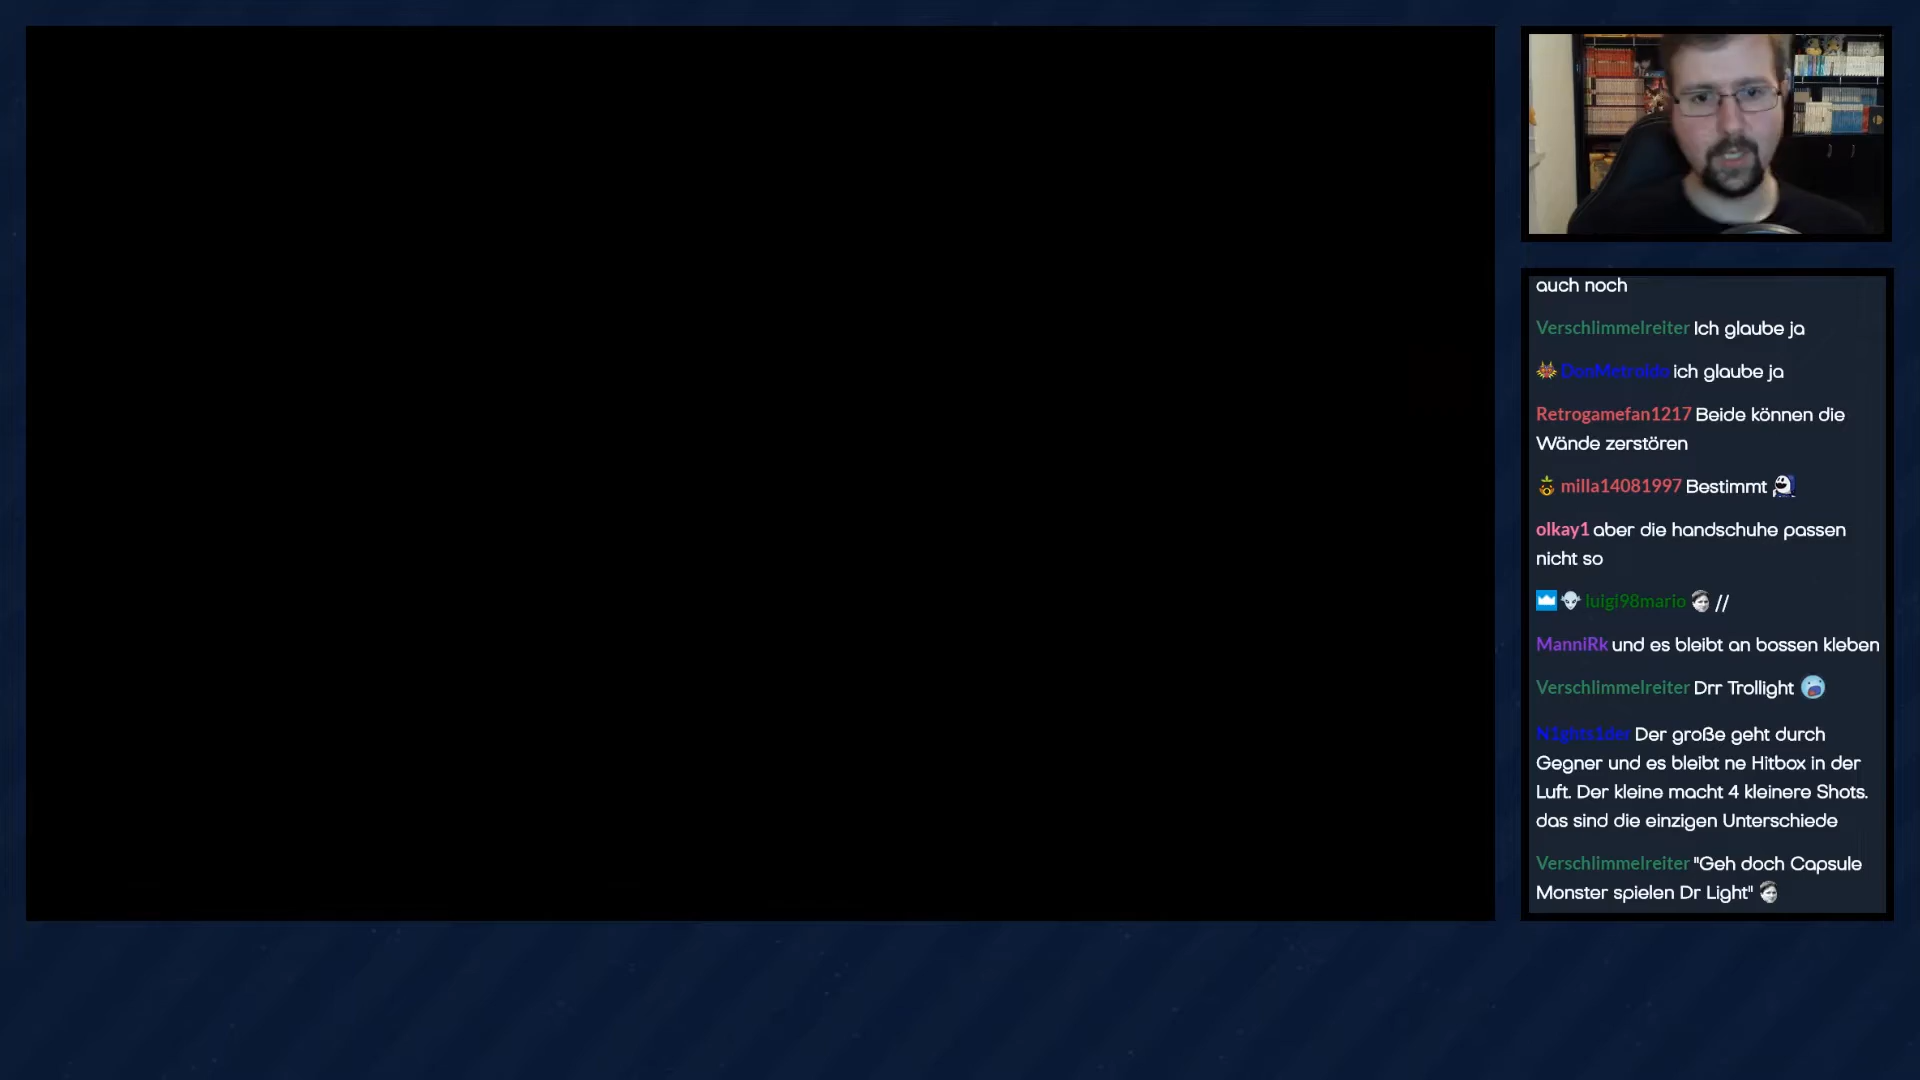 auch noch
Verschlimmelreiter Ich glaube ja
DonMetroido ich glaube ja
Retrogamefan1217 Beide können die
Wände zerstören
milla14081997 Bestimmt
olkay1 aber die handschuhe passen
nicht so
luigi98mario //
ManniRk und es bleibt an bossen kleben
Verschlimmelreiter Drr Trollight
N1ghts1der Der große geht durch
Gegner und es bleibt ne Hitbox in der
Luft. Der kleine macht 4 kleinere Shots.
das sind die einzigen Unterschiede
Verschlimmelreiter "Geh doch Capsule
Monster spielen Dr Light"